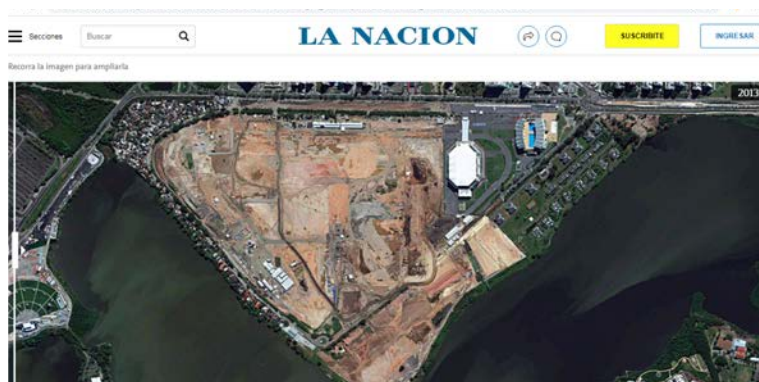 Secciones
Buscar
LA NACION
SUSCRIBITE
INGRESAR
Recorra la imagen para ampliarla
2013